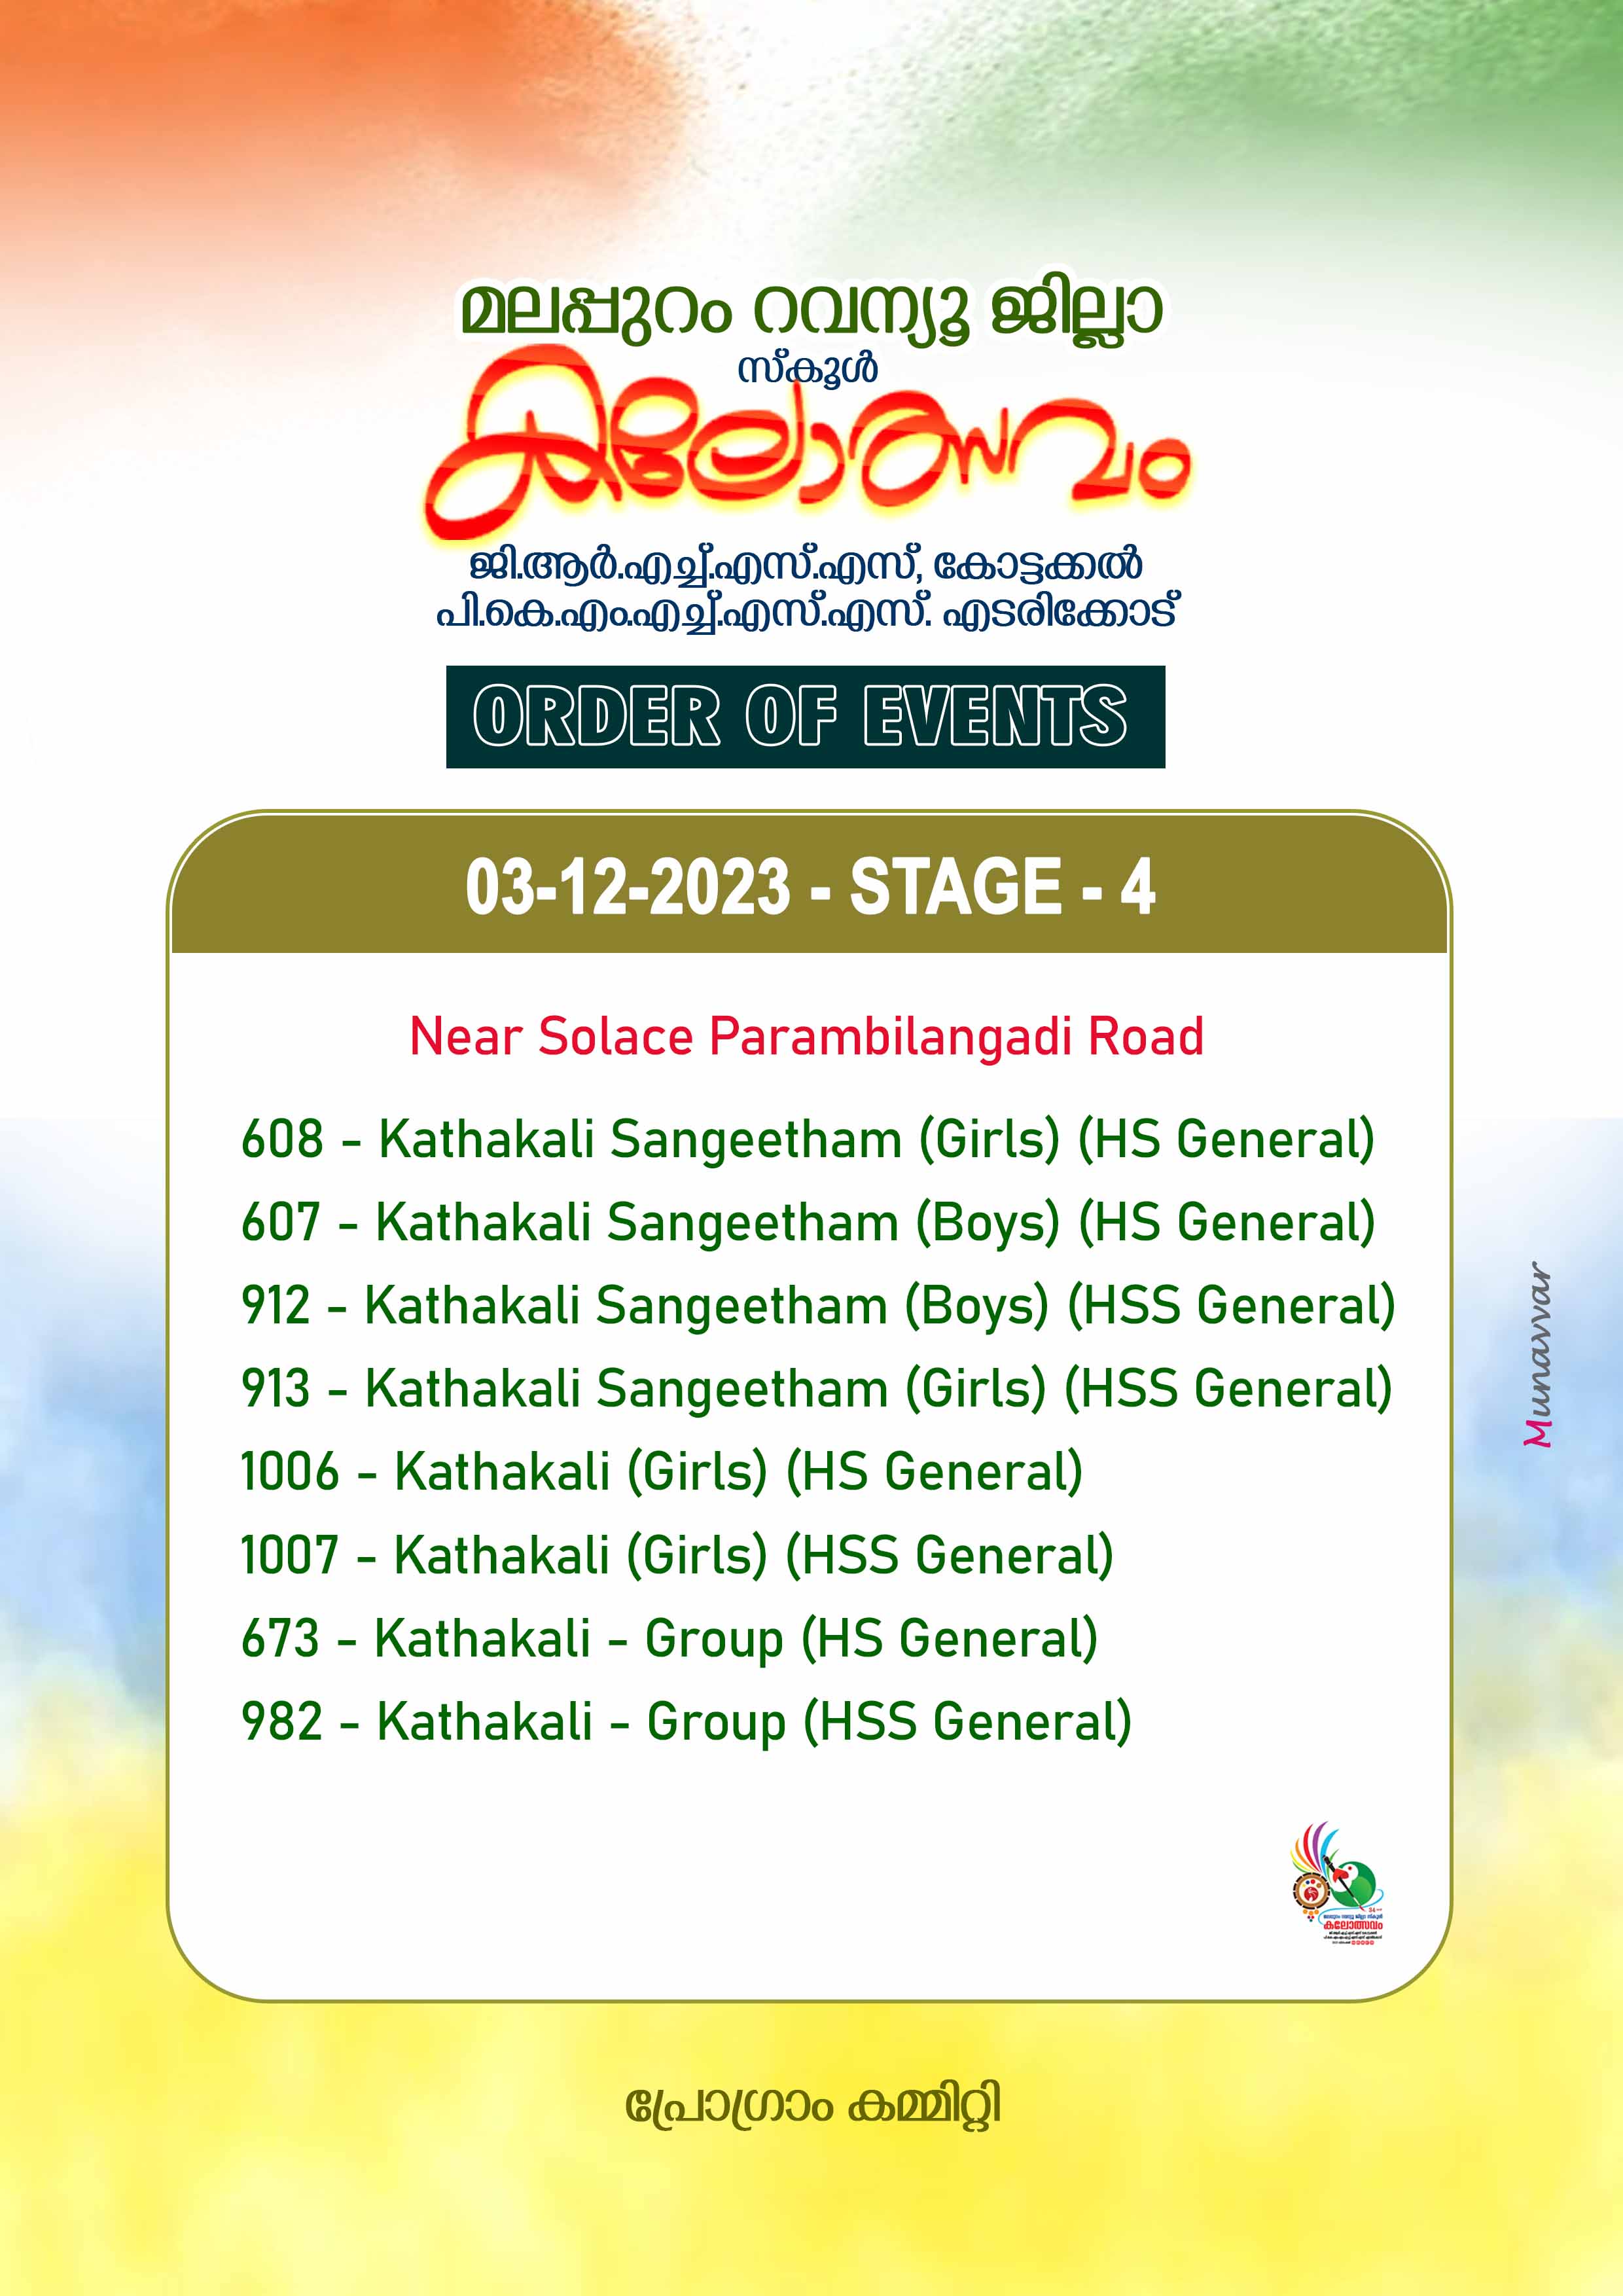 മലപ്പുറം റവന്യൂ ജില്ലാ
സ്കൂൾ
കലോത്സവം
ജി.ആർ.എച്ച്.എസ്.എസ്, കോട്ടക്കൽ
പി.കെ.എം.എച്ച്.എസ്.എസ്. എടരിക്കോട്
ORDER OF EVENTS
03-12-2023 - STAGE - 4
Near Solace Parambilangadi Road
608 - Kathakali Sangeetham (Girls) (HS General)
607 - Kathakali Sangeetham (Boys) (HS General)
912 - Kathakali Sangeetham (Boys) (HSS General)
913 - Kathakali Sangeetham (Girls) (HSS General)
1006 - Kathakali (Girls) (HS General)
1007 - Kathakali (Girls) (HSS General)
673 - Kathakali - Group (HS General)
982 - Kathakali - Group (HSS General)
Munavvar
കലോത്സവം
പ്രോഗ്രാം കമ്മിറ്റി